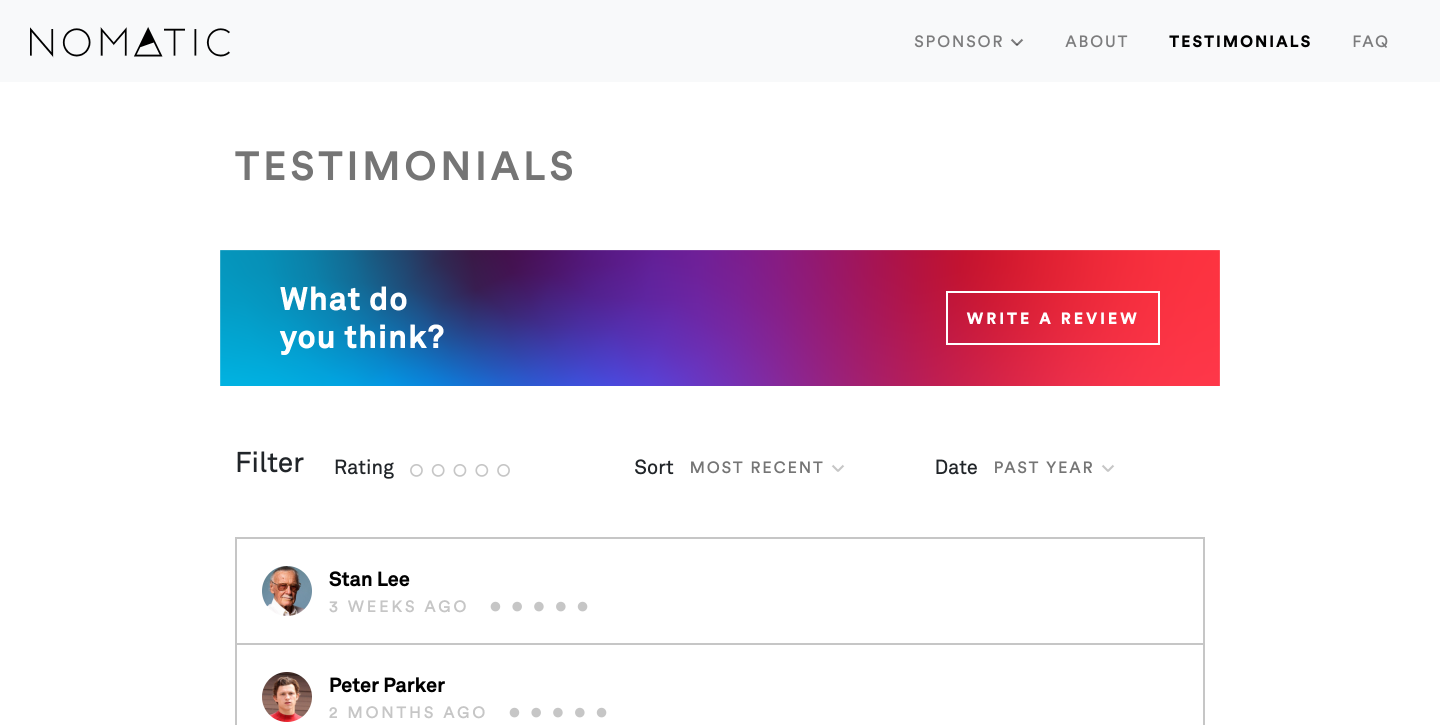 NOMATIC
SPONSOR ABOUT TESTIMONIALS FAQ
TESTIMONIALS
What do
you think?
WRITE A REVIEW
Filter Rating Sort MOST RECENT Date PAST YEAR
Stan Lee
3 WEEKS AGO
Peter Parker
2 MONTHS AGO